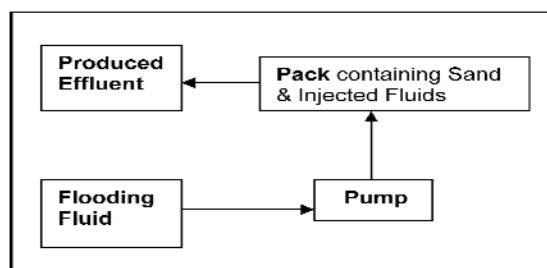 Produced
Effluent
Pack containing Sand
& Injected Fluids
Flooding
Fluid
Pump